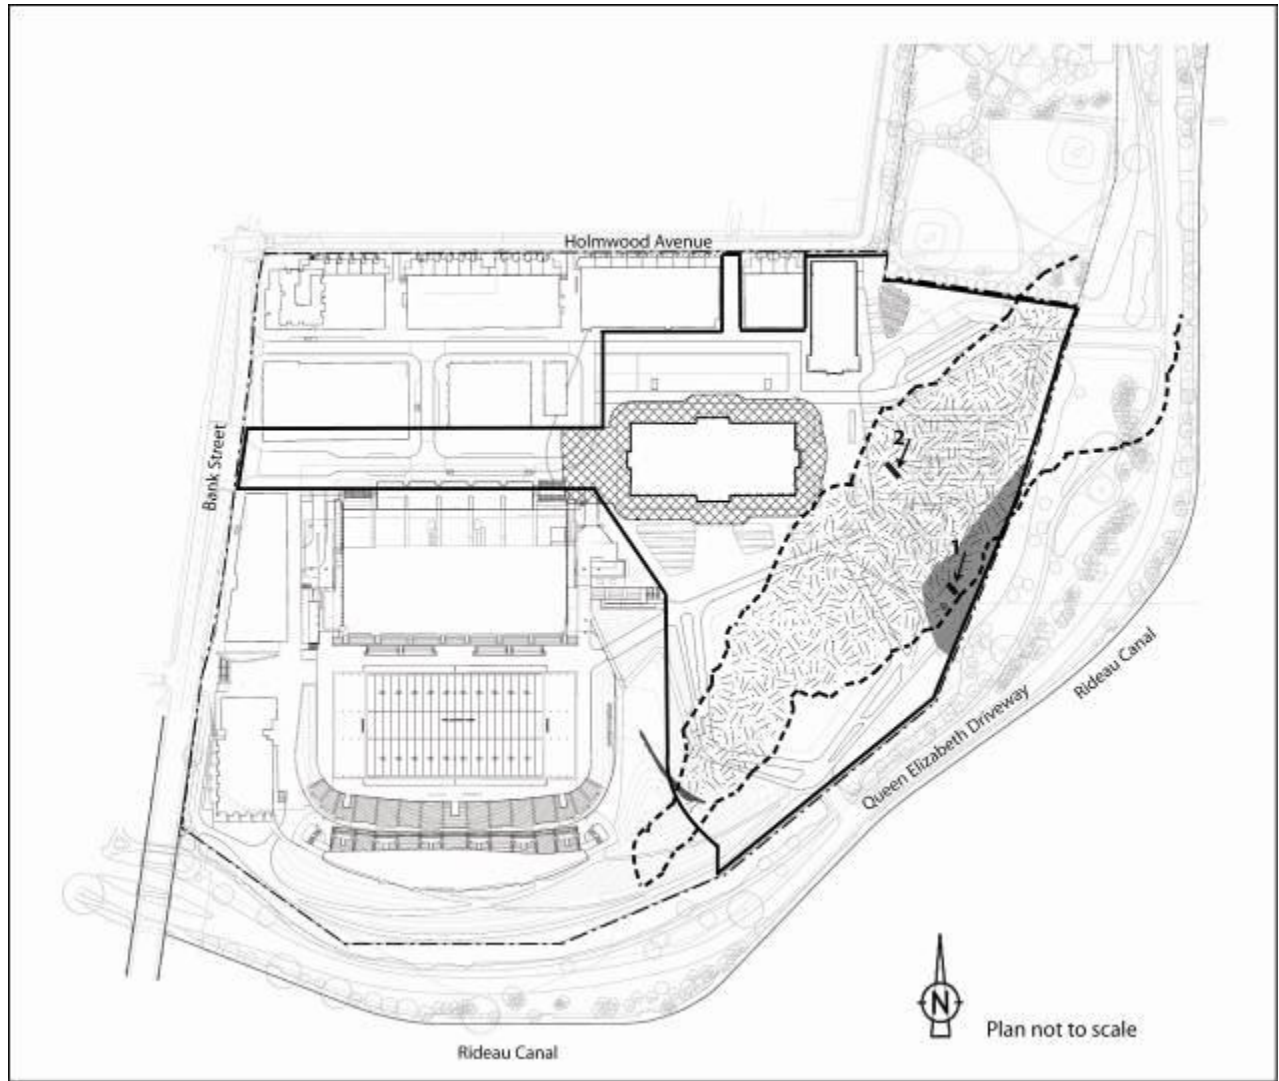 Holmwood Avenue
Bank Street
2
1
Rideau Canal
Queen Elizabeth Driveway
N
Plan not to scale
Rideau Canal